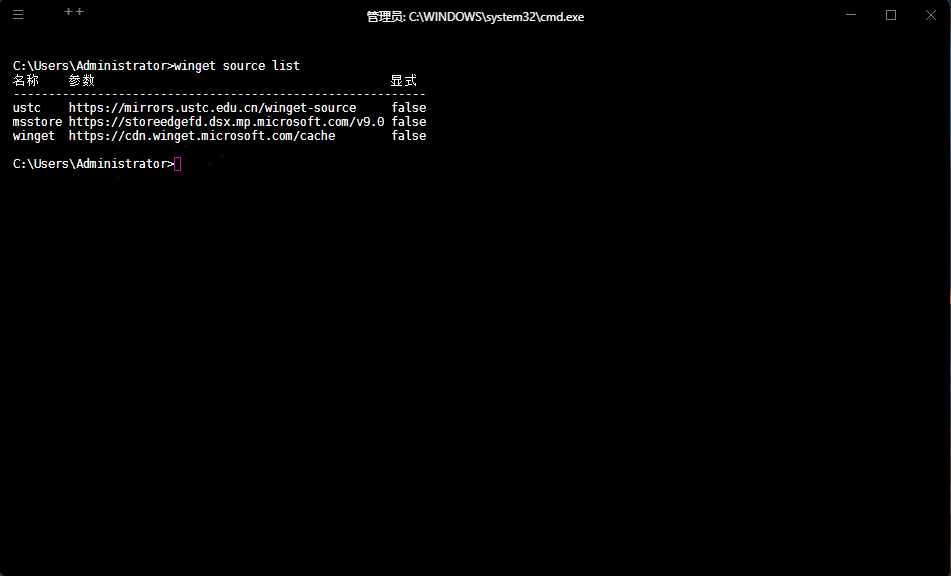 管理员: C:\WINDOWS\system32\cmd.exe
C:\Users\Administrator>winget source list
名称 参数 显式
-----------------------------------------------------------
ustc https://mirrors.ustc.edu.cn/winget-source false
msstore https://storeedgefd.dsx.mp.microsoft.com/v9.0 false
winget https://cdn.winget.microsoft.com/cache false
C:\Users\Administrator>